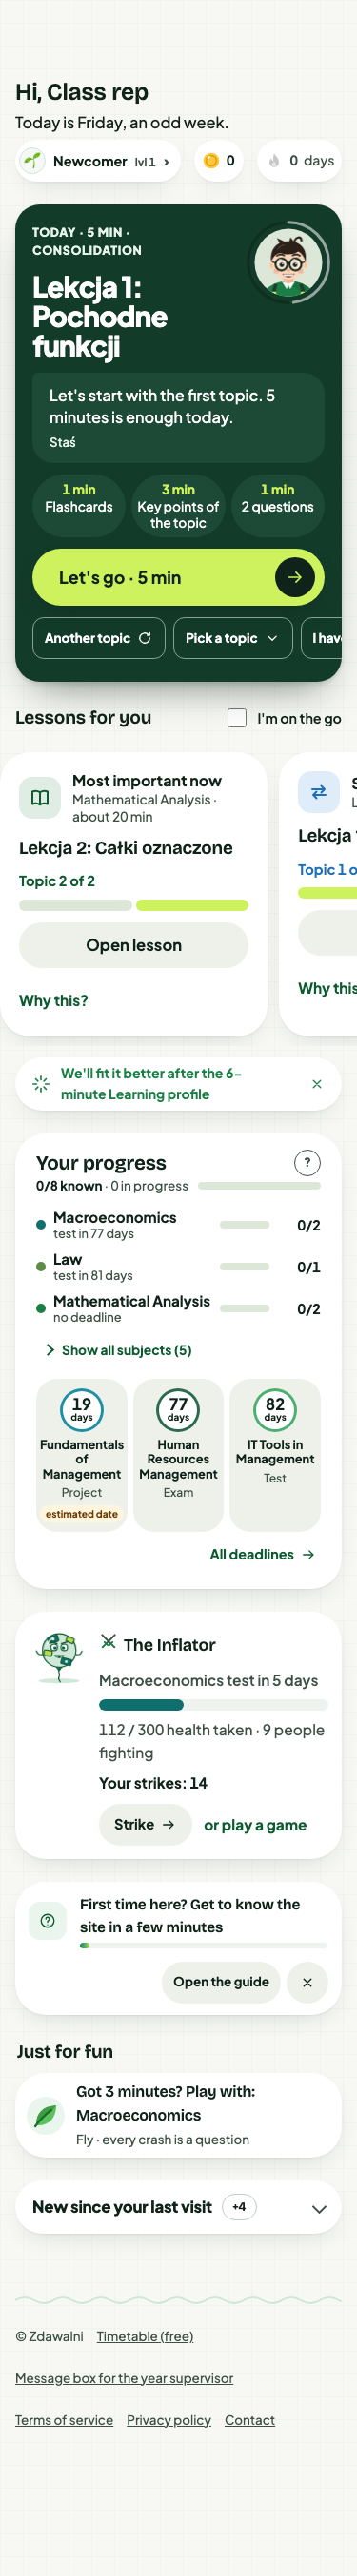 Hi, Class rep
Today is Friday, an odd week.
Newcomer lvl 1 ›
0
0 days
TODAY · 5 MIN ·
CONSOLIDATION
Lekcja 1:
Pochodne
funkcji
Let's start with the first topic. 5
minutes is enough today.
Staś
1 min
Flashcards
3 min
Key points of
the topic
1 min
2 questions
Let's go · 5 min
Another topic
Pick a topic
I have
Lessons for you
I'm on the go
Most important now
Mathematical Analysis ·
about 20 min
Lekcja 2: Całki oznaczone
Topic 2 of 2
Open lesson
Why this?
S
L
Lekcja 1
Topic 1 o
Why this
We'll fit it better after the 6–
minute Learning profile
Your progress
?
0/8 known · 0 in progress
Macroeconomics
test in 77 days
0/2
Law
test in 81 days
0/1
Mathematical Analysis
no deadline
0/2
Show all subjects (5)
19
days
Fundamentals
of
Management
Project
estimated date
77
days
Human
Resources
Management
Exam
82
days
IT Tools in
Management
Test
All deadlines
The Inflator
Macroeconomics test in 5 days
112 / 300 health taken · 9 people
fighting
Your strikes: 14
Strike
or play a game
First time here? Get to know the
site in a few minutes
Open the guide
Just for fun
Got 3 minutes? Play with:
Macroeconomics
Fly · every crash is a question
New since your last visit
+4
© Zdawalni
Timetable (free)
Message box for the year supervisor
Terms of service
Privacy policy
Contact